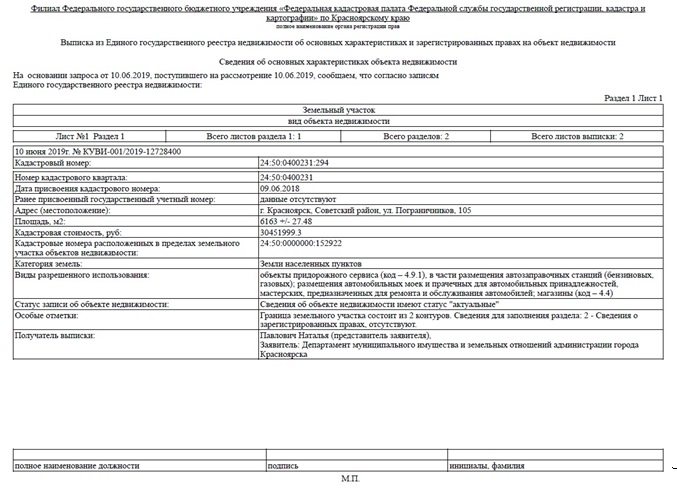 Филиал Федерального государственного бюджетного учреждения «Федеральная кадастровая палата Федеральной службы государственной регистрации, кадастра и
картографии» по Красноярскому краю
полное наименование органа регистрации прав
Выписка из Единого государственного реестра недвижимости об основных характеристиках и зарегистрированных правах на объект недвижимости
Сведения об основных характеристиках объекта недвижимости
На основании запроса от 10.06.2019, поступившего на рассмотрение 10.06.2019, сообщаем, что согласно записям
Единого государственного реестра недвижимости:
Раздел 1 Лист 1
Земельный участок
вид объекта недвижимости
Лист №1 Раздел 1 Всего листов раздела 1: 1 Всего разделов: 2 Всего листов выписки: 2
10 июня 2019г. № КУВИ-001/2019-12728400
Кадастровый номер: 24:50:0400231:294
Номер кадастрового квартала: 24:50:0400231
Дата присвоения кадастрового номера: 09.06.2018
Ранее присвоенный государственный учетный номер: данные отсутствуют
Адрес (местоположение): г. Красноярск, Советский район, ул. Пограничников, 105
Площадь, м2: 6163 +/- 27.48
Кадастровая стоимость, руб: 30451999.3
Кадастровые номера расположенных в пределах земельного 24:50:0000000:152922
участка объектов недвижимости:
Категория земель: Земли населенных пунктов
Виды разрешенного использования: объекты придорожного сервиса (код – 4.9.1), в части размещения автозаправочных станций (бензиновых,
газовых); размещения автомобильных моек и прачечных для автомобильных принадлежностей,
мастерских, предназначенных для ремонта и обслуживания автомобилей; магазины (код – 4.4)
Статус записи об объекте недвижимости: Сведения об объекте недвижимости имеют статус "актуальные"
Особые отметки: Граница земельного участка состоит из 2 контуров. Сведения для заполнения раздела: 2 - Сведения о
зарегистрированных правах, отсутствуют.
Получатель выписки: Павлович Наталья (представитель заявителя),
Заявитель: Департамент муниципального имущества и земельных отношений администрации города
Красноярска
полное наименование должности подпись инициалы, фамилия
М.П.